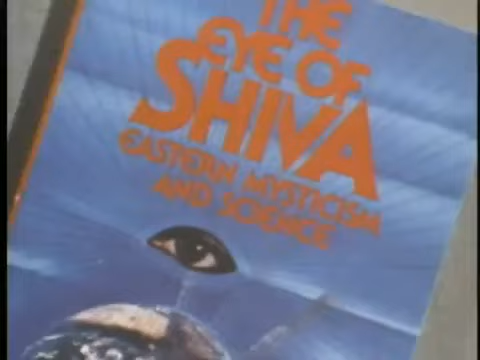 THE
EYE OF
SHIVA
EASTERN MYSTICISM
AND SCIENCE